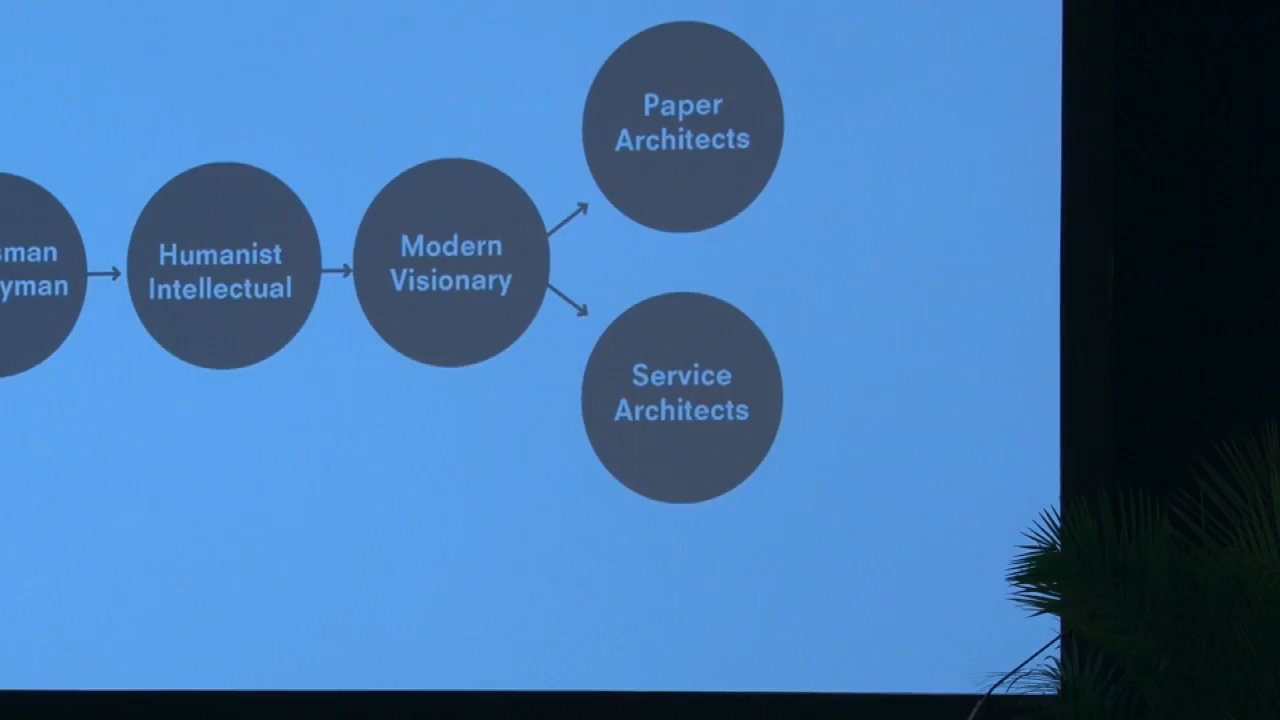 Humanist
Intellectual
Modern
Visionary
Paper
Architects
Service
Architects